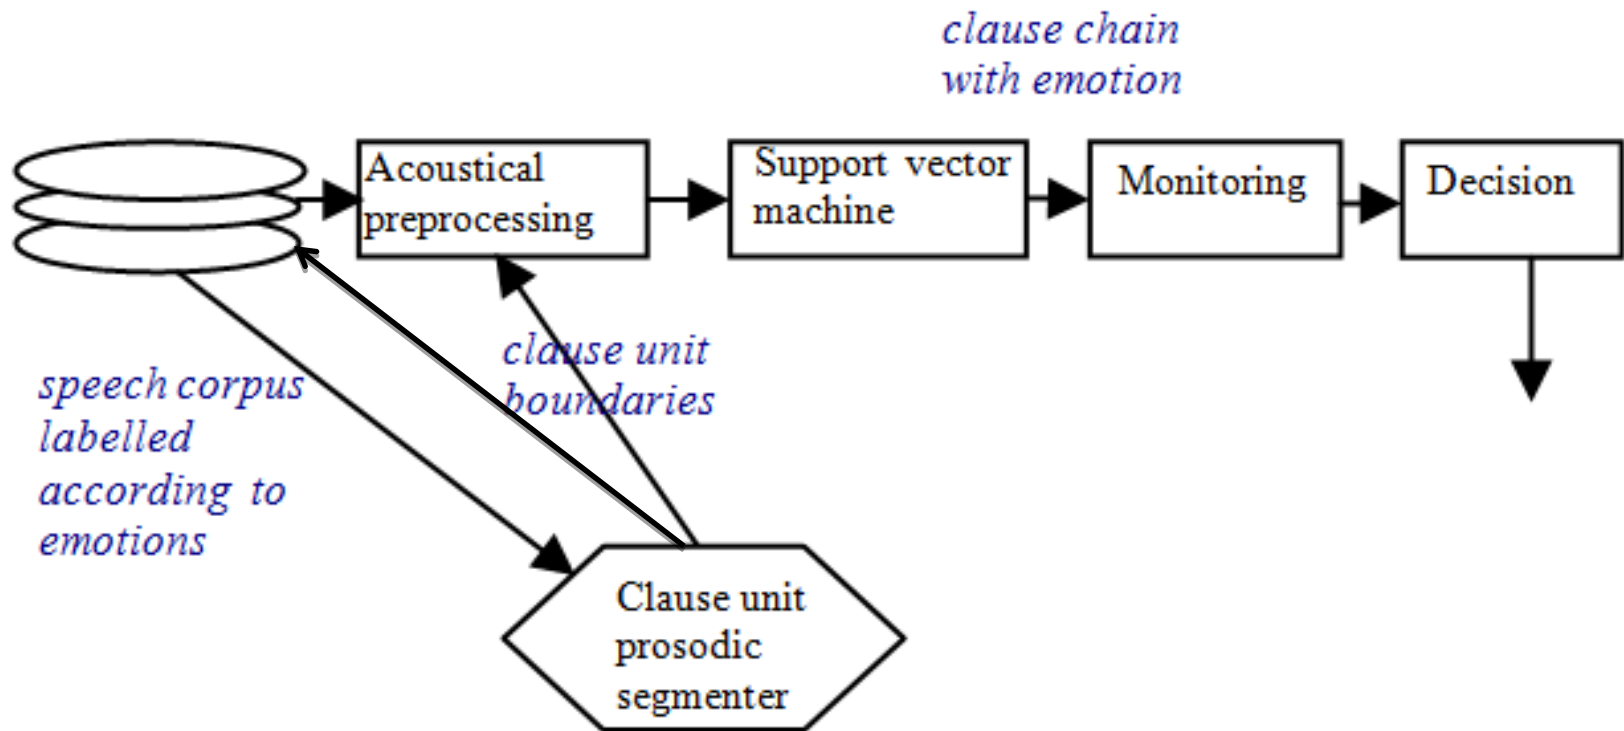 clause chain
with emotion
Acoustical
preprocessing
Support vector
machine
Monitoring
Decision
clause unit
boundaries
speech corpus
labelled
according to
emotions
Clause unit
prosodic
segmenter